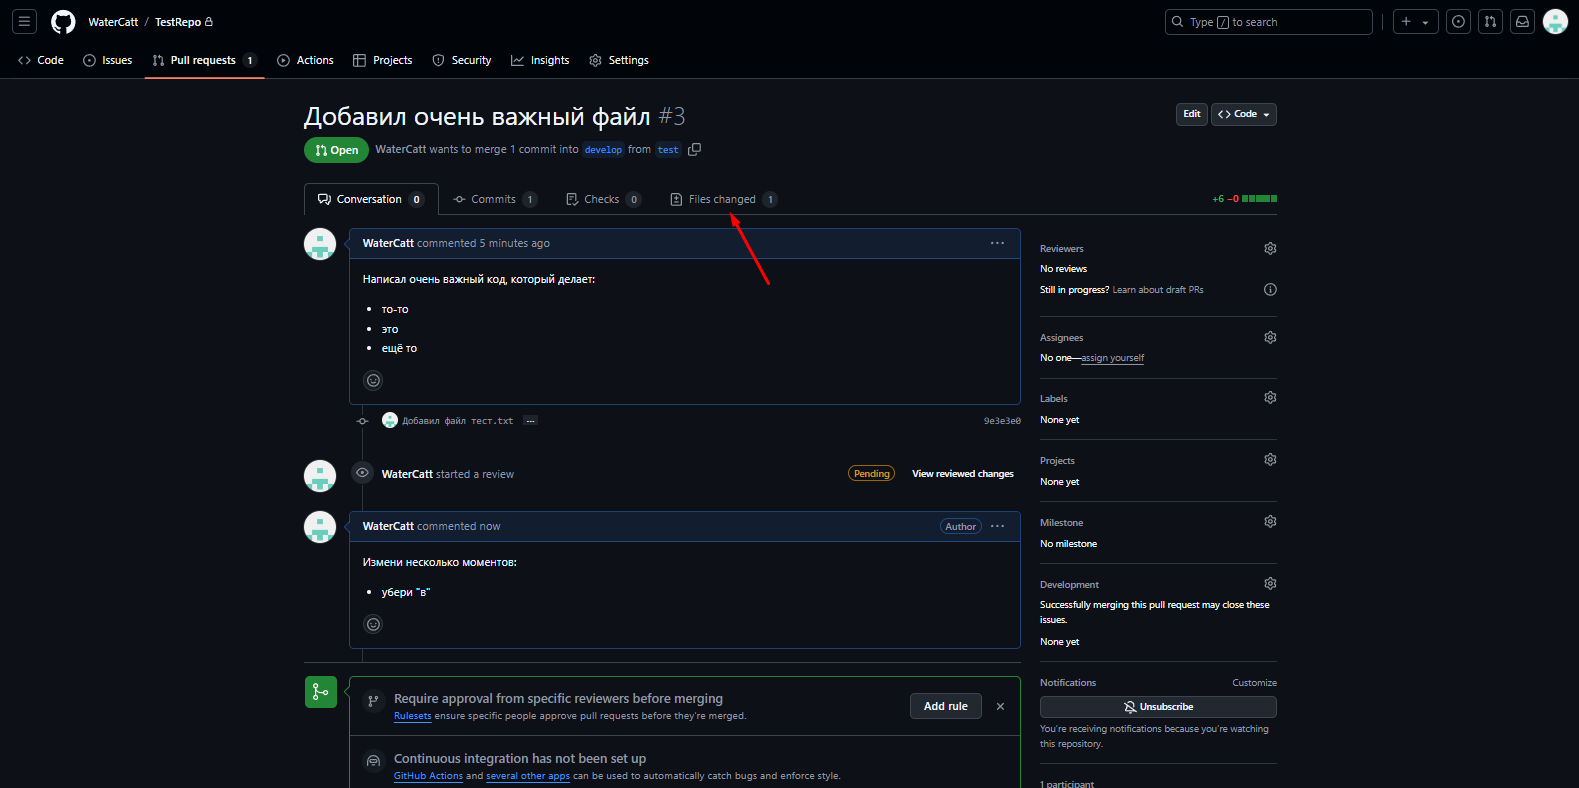 WaterCatt / TestRepo
Type / to search
Code
Issues
Pull requests 1
Actions
Projects
Security
Insights
Settings
Добавил очень важный файл #3
Edit
Code
Open
WaterCatt wants to merge 1 commit into develop from test
Conversation 0
Commits 1
Checks 0
Files changed 1
+6 −0
WaterCatt commented 5 minutes ago
Написал очень важный код, который делает:
• то-то
• это
• ещё то
Добавил файл тест.txt ...
9e3e3e0
WaterCatt started a review
Pending
View reviewed changes
WaterCatt commented now
Author
Измени несколько моментов:
• убери "в"
Require approval from specific reviewers before merging
Rulesets ensure specific people approve pull requests before they're merged.
Add rule
Continuous integration has not been set up
GitHub Actions and several other apps can be used to automatically catch bugs and enforce style.
Reviewers
No reviews
Still in progress? Learn about draft PRs
Assignees
No one—assign yourself
Labels
None yet
Projects
None yet
Milestone
No milestone
Development
Successfully merging this pull request may close these
issues.
None yet
Notifications
Customize
Unsubscribe
You're receiving notifications because you're watching
this repository.
1 participant